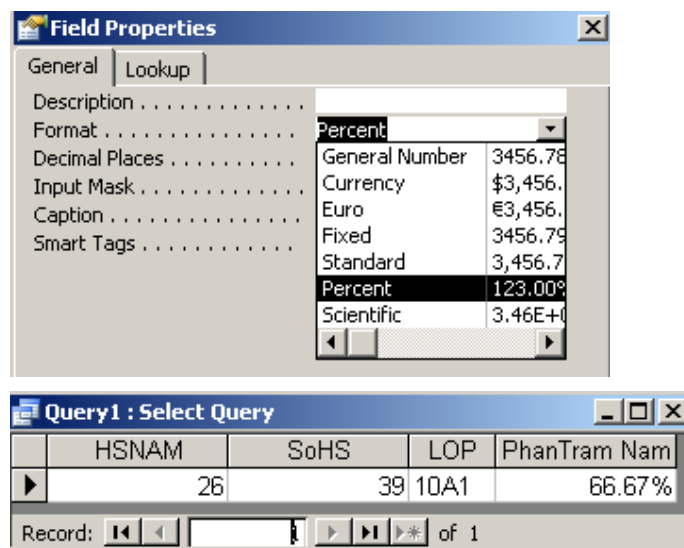 Field Properties
General Lookup
Description . . . . . . . . . . . . .
Format . . . . . . . . . . . . . . . Percent
Decimal Places . . . . . . . . . .
Input Mask . . . . . . . . . . . . .
Caption . . . . . . . . . . . . . . .
Smart Tags . . . . . . . . . . . .
General Number 3456.78
Currency $3,456.
Euro €3,456.
Fixed 3456.79
Standard 3,456.7
Percent 123.00%
Scientific 3.46E+0
Query1 : Select Query
HSNAM SoHS LOP PhanTram Nam
26 39 10A1 66.67%
Record: 1 of 1